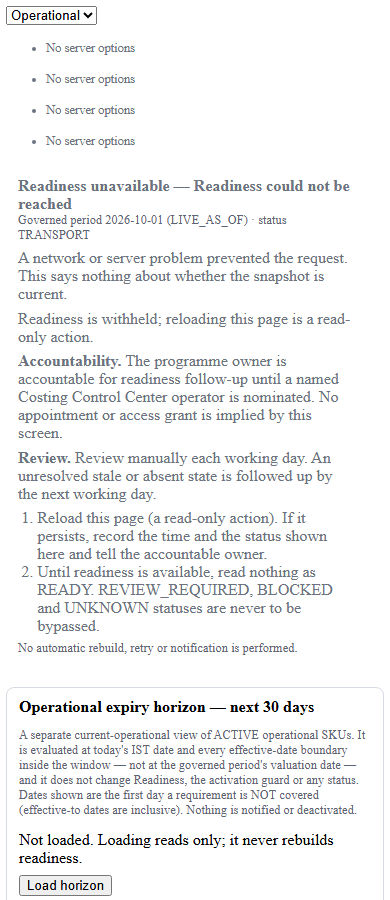 Operational
• No server options
• No server options
• No server options
• No server options
Readiness unavailable — Readiness could not be
reached
Governed period 2026-10-01 (LIVE_AS_OF) · status
TRANSPORT
A network or server problem prevented the request.
This says nothing about whether the snapshot is
current.
Readiness is withheld; reloading this page is a read-
only action.
Accountability. The programme owner is
accountable for readiness follow-up until a named
Costing Control Center operator is nominated. No
appointment or access grant is implied by this
screen.
Review. Review manually each working day. An
unresolved stale or absent state is followed up by
the next working day.
1. Reload this page (a read-only action). If it
persists, record the time and the status shown
here and tell the accountable owner.
2. Until readiness is available, read nothing as
READY. REVIEW_REQUIRED, BLOCKED
and UNKNOWN statuses are never to be
bypassed.
No automatic rebuild, retry or notification is performed.
Operational expiry horizon — next 30 days
A separate current-operational view of ACTIVE operational SKUs. It
is evaluated at today's IST date and every effective-date boundary
inside the window — not at the governed period's valuation date —
and it does not change Readiness, the activation guard or any status.
Dates shown are the first day a requirement is NOT covered
(effective-to dates are inclusive). Nothing is notified or deactivated.
Not loaded. Loading reads only; it never rebuilds
readiness.
Load horizon